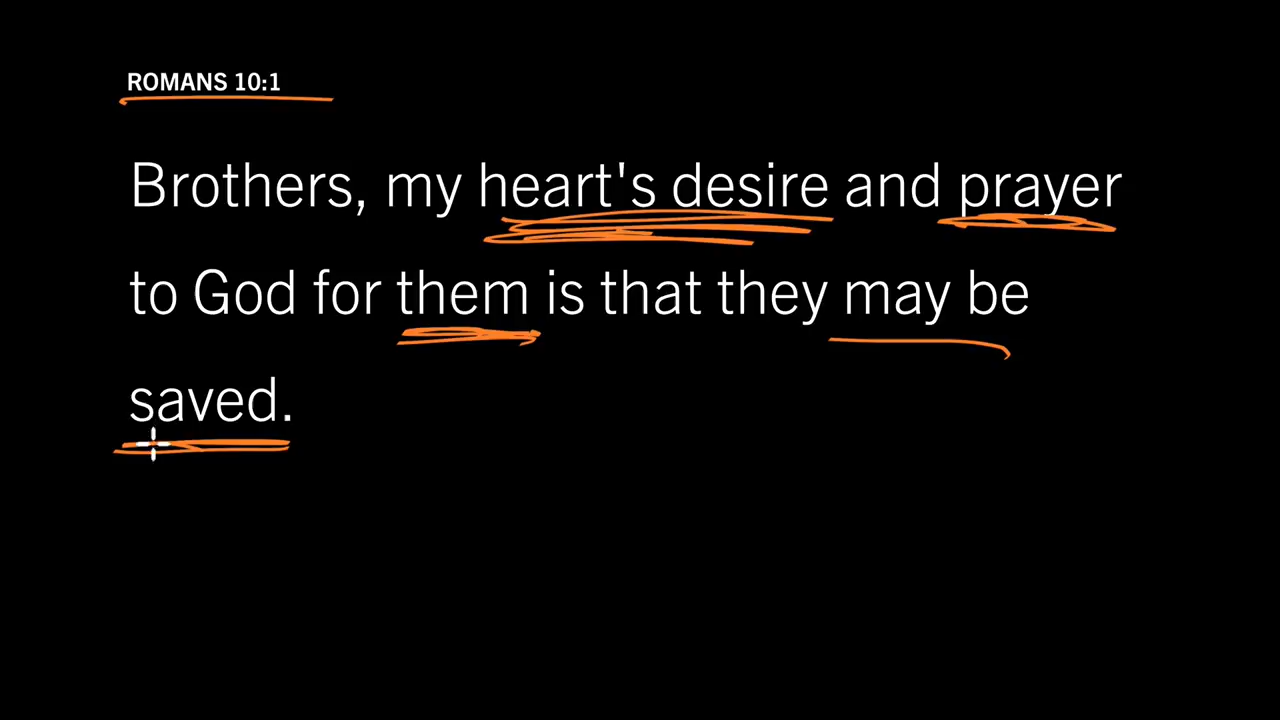 ROMANS 10:1
Brothers, my heart's desire and prayer
to God for them is that they may be
saved.